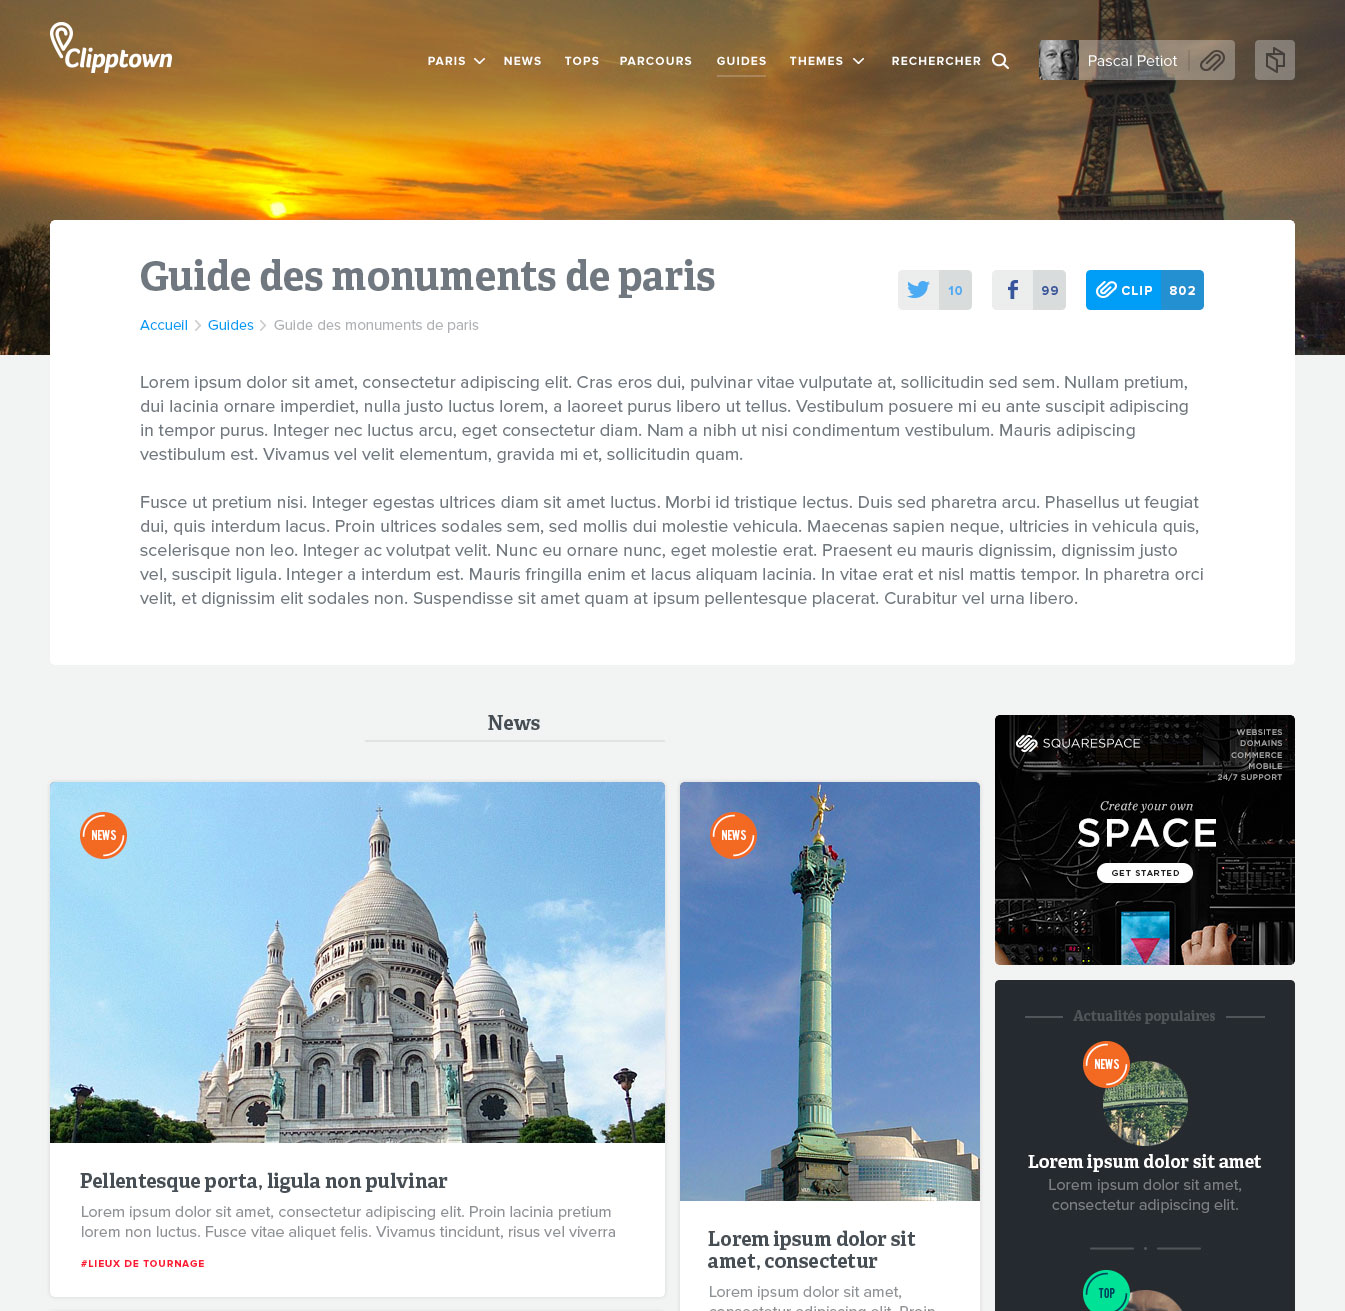 Clipptown
PARIS
NEWS
TOPS
PARCOURS
GUIDES
THEMES
RECHERCHER
Pascal Petiot
Guide des monuments de paris
10
99
CLIP
802
Accueil
Guides
Guide des monuments de paris
Lorem ipsum dolor sit amet, consectetur adipiscing elit. Cras eros dui, pulvinar vitae vulputate at, sollicitudin sed sem. Nullam pretium,
dui lacinia ornare imperdiet, nulla justo luctus lorem, a laoreet purus libero ut tellus. Vestibulum posuere mi eu ante suscipit adipiscing
in tempor purus. Integer nec luctus arcu, eget consectetur diam. Nam a nibh ut nisi condimentum vestibulum. Mauris adipiscing
vestibulum est. Vivamus vel velit elementum, gravida mi et, sollicitudin quam.
Fusce ut pretium nisi. Integer egestas ultrices diam sit amet luctus. Morbi id tristique lectus. Duis sed pharetra arcu. Phasellus ut feugiat
dui, quis interdum lacus. Proin ultrices sodales sem, sed mollis dui molestie vehicula. Maecenas sapien neque, ultricies in vehicula quis,
scelerisque non leo. Integer ac volutpat velit. Nunc eu ornare nunc, eget molestie erat. Praesent eu mauris dignissim, dignissim justo
vel, suscipit ligula. Integer a interdum est. Mauris fringilla enim et lacus aliquam lacinia. In vitae erat et nisl mattis tempor. In pharetra orci
velit, et dignissim elit sodales non. Suspendisse sit amet quam at ipsum pellentesque placerat. Curabitur vel urna libero.
News
NEWS
Pellentesque porta, ligula non pulvinar
Lorem ipsum dolor sit amet, consectetur adipiscing elit. Proin lacinia pretium
lorem non luctus. Fusce vitae aliquet felis. Vivamus tincidunt, risus vel viverra
#LIEUX DE TOURNAGE
NEWS
Lorem ipsum dolor sit
amet, consectetur
Lorem ipsum dolor sit amet,
consectetur adipiscing elit. Proin
SQUARESPACE
WEBSITES
DOMAINS
COMMERCE
MOBILE
24/7 SUPPORT
Create your own
SPACE
GET STARTED
Actualités populaires
NEWS
Lorem ipsum dolor sit amet
Lorem ipsum dolor sit amet,
consectetur adipiscing elit.
TOP